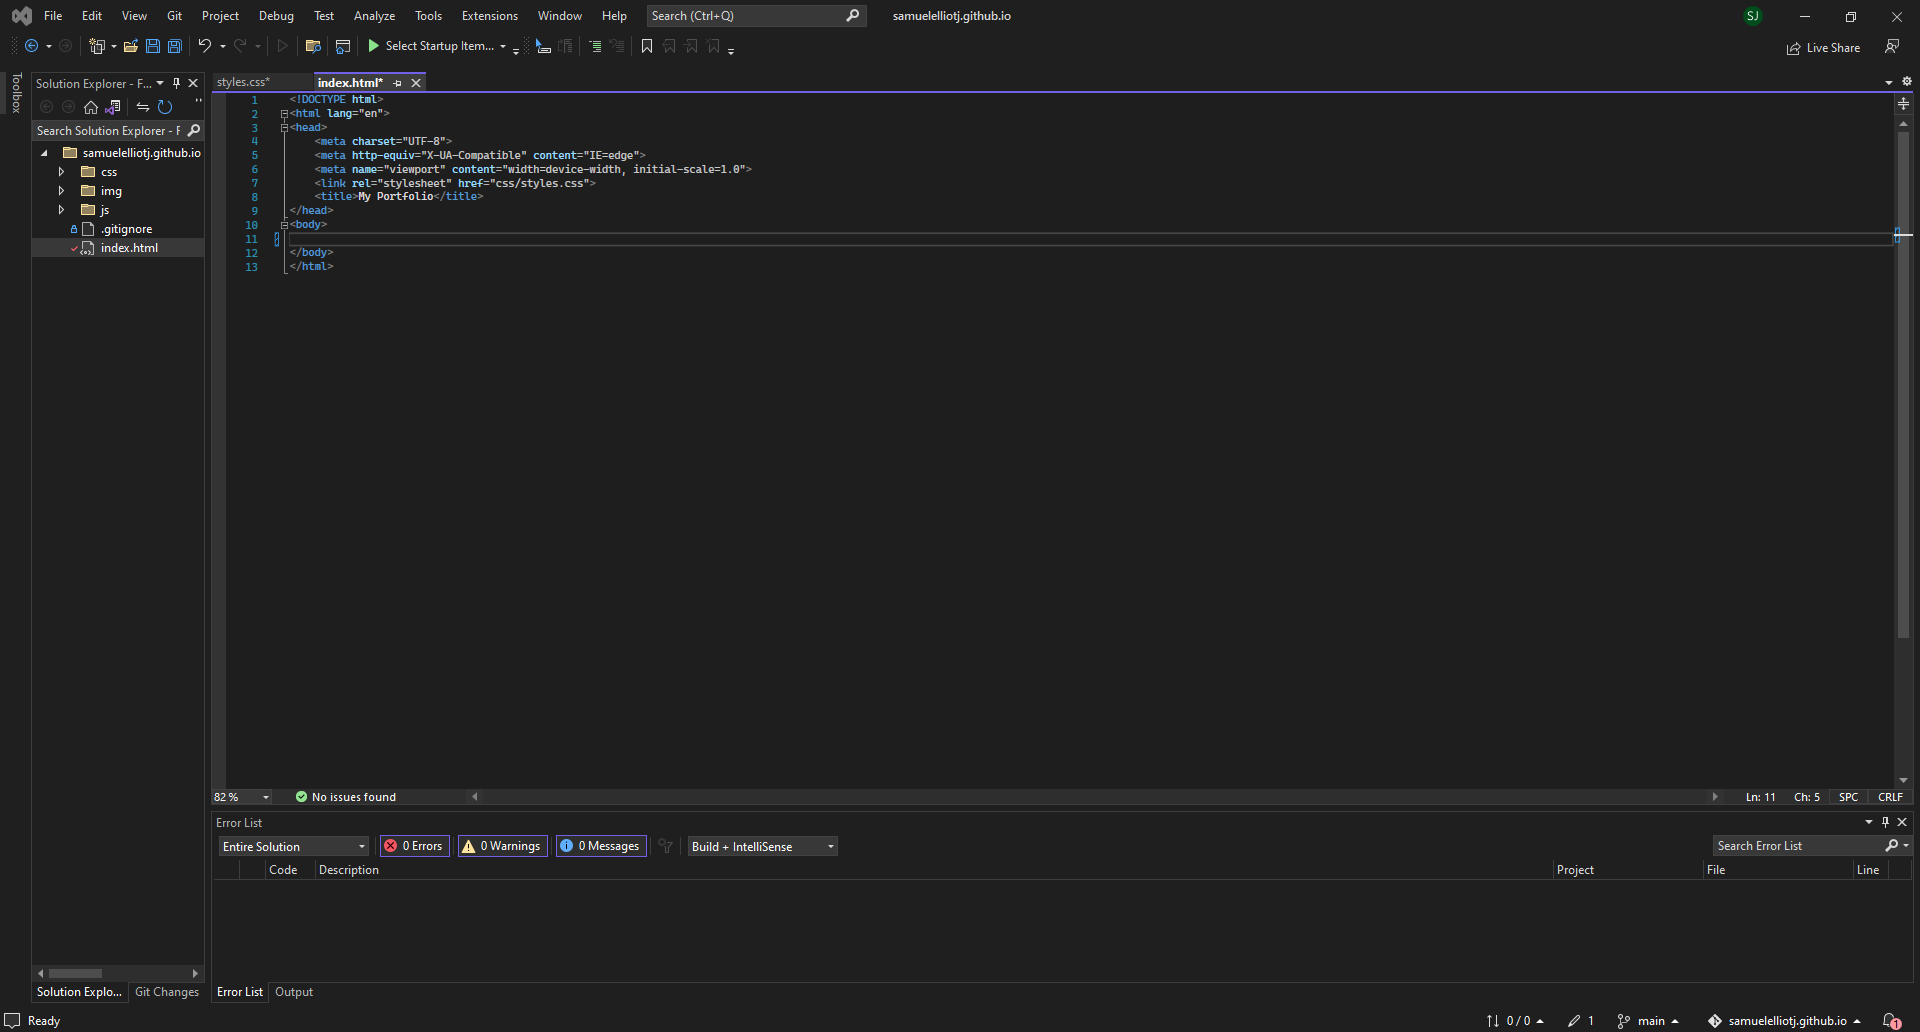 File Edit View Git Project Debug Test Analyze Tools Extensions Window Help Search (Ctrl+Q) samuelelliotj.github.io SJ
Select Startup Item... Live Share
Toolbox
Solution Explorer - F...
Search Solution Explorer - F
samuelelliotj.github.io
css
img
js
.gitignore
index.html
Solution Explo... Git Changes
styles.css* index.html*
1 <!DOCTYPE html>
2 <html lang="en">
3 <head>
4 <meta charset="UTF-8">
5 <meta http-equiv="X-UA-Compatible" content="IE=edge">
6 <meta name="viewport" content="width=device-width, initial-scale=1.0">
7 <link rel="stylesheet" href="css/styles.css">
8 <title>My Portfolio</title>
9 </head>
10 <body>
11
12 </body>
13 </html>
82 % No issues found Ln: 11 Ch: 5 SPC CRLF
Error List
Entire Solution 0 Errors 0 Warnings 0 Messages Build + IntelliSense Search Error List
Code Description Project File Line
Error List Output
Ready 0 / 0 1 main samuelelliotj.github.io 1